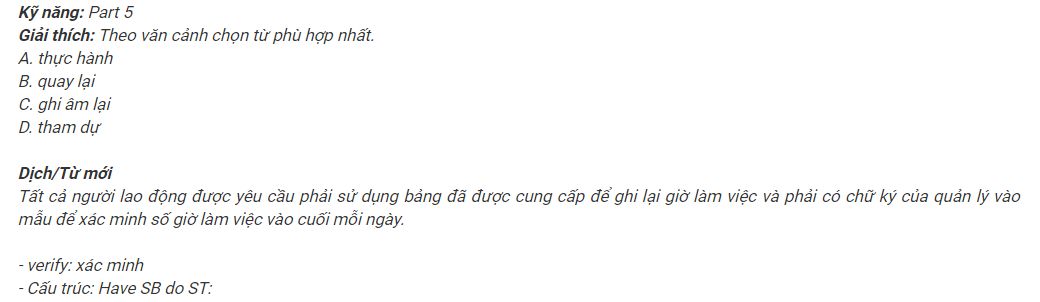 Kỹ năng: Part 5
Giải thích: Theo văn cảnh chọn từ phù hợp nhất.
A. thực hành
B. quay lại
C. ghi âm lại
D. tham dự
Dịch/Từ mới
Tất cả người lao động được yêu cầu phải sử dụng bảng đã được cung cấp để ghi lại giờ làm việc và phải có chữ ký của quản lý vào
mẫu để xác minh số giờ làm việc vào cuối mỗi ngày.
- verify: xác minh
- Cấu trúc: Have SB do ST: